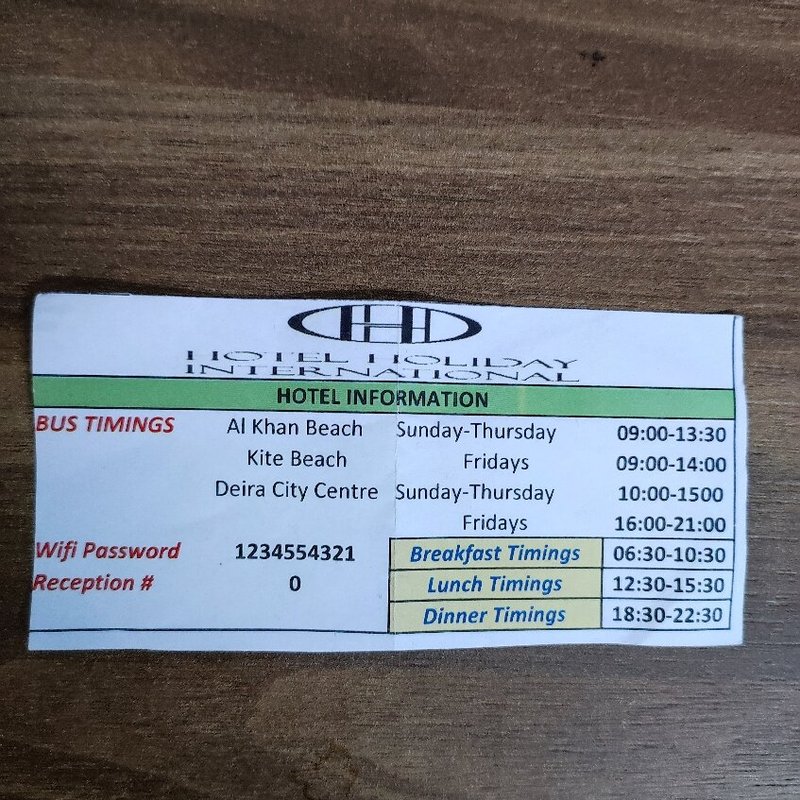 HOTEL HOLIDAY
INTERNATIONAL
HOTEL INFORMATION
BUS TIMINGS Al Khan Beach Sunday-Thursday 09:00-13:30
Kite Beach Fridays 09:00-14:00
Deira City Centre Sunday-Thursday 10:00-1500
Fridays 16:00-21:00
Wifi Password 1234554321 Breakfast Timings 06:30-10:30
Reception # 0 Lunch Timings 12:30-15:30
Dinner Timings 18:30-22:30